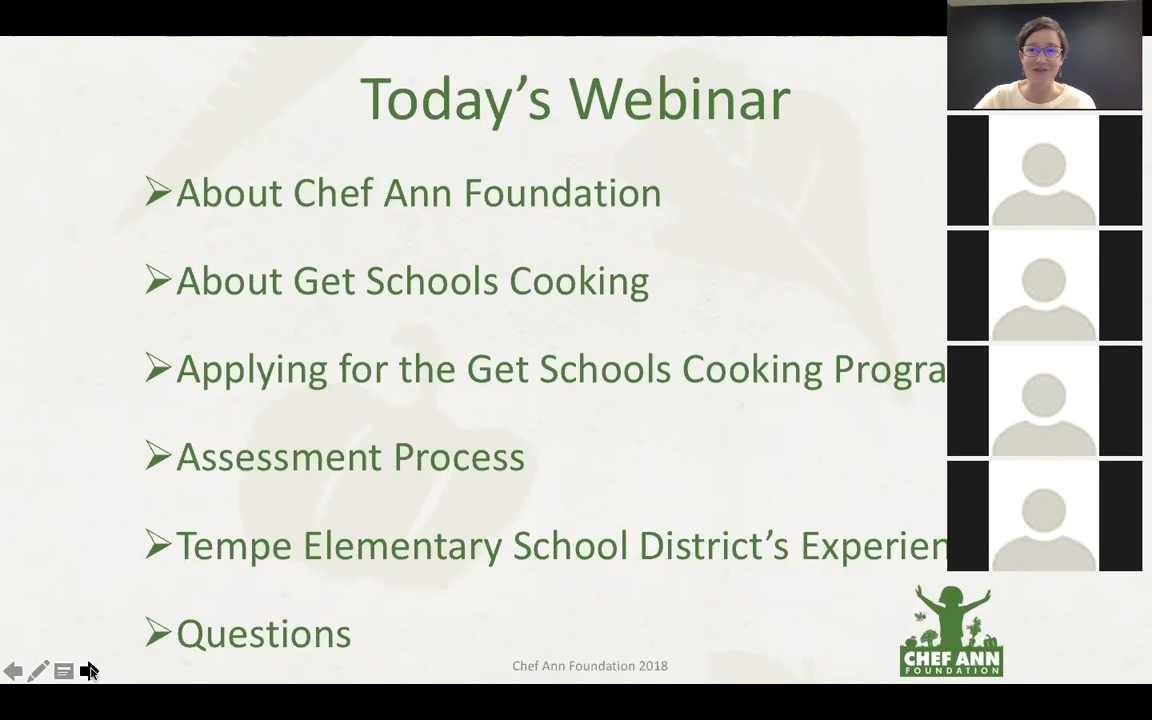 Today's Webinar
➢About Chef Ann Foundation
➢About Get Schools Cooking
➢Applying for the Get Schools Cooking Progra
➢Assessment Process
➢Tempe Elementary School District's Experien
➢Questions
Chef Ann Foundation 2018
CHEF ANN
FOUNDATION